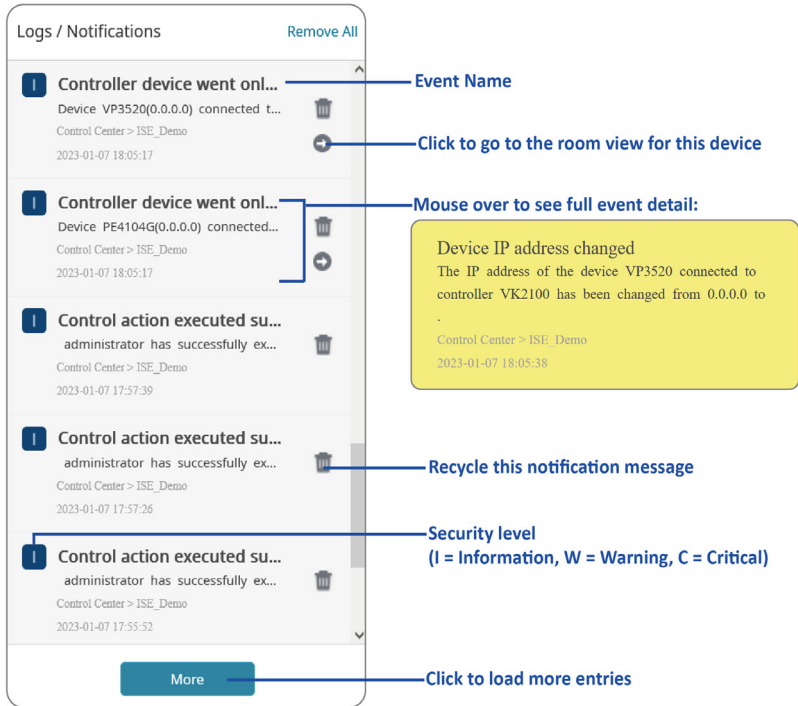 Logs / Notifications
Remove All
I
Controller device went onl...
Device VP3520(0.0.0.0) connected t...
Control Center > ISE_Demo
2023-01-07 18:05:17
I
Controller device went onl...
Device PE4104G(0.0.0.0) connected...
Control Center > ISE_Demo
2023-01-07 18:05:17
I
Control action executed su...
administrator has successfully ex...
Control Center > ISE_Demo
2023-01-07 17:57:39
I
Control action executed su...
administrator has successfully ex...
Control Center > ISE_Demo
2023-01-07 17:57:26
I
Control action executed su...
administrator has successfully ex...
Control Center > ISE_Demo
2023-01-07 17:55:52
More
Event Name
Click to go to the room view for this device
Mouse over to see full event detail:
Device IP address changed
The IP address of the device VP3520 connected to
controller VK2100 has been changed from 0.0.0.0 to
.
Control Center > ISE_Demo
2023-01-07 18:05:38
Recycle this notification message
Security level
(I = Information, W = Warning, C = Critical)
Click to load more entries